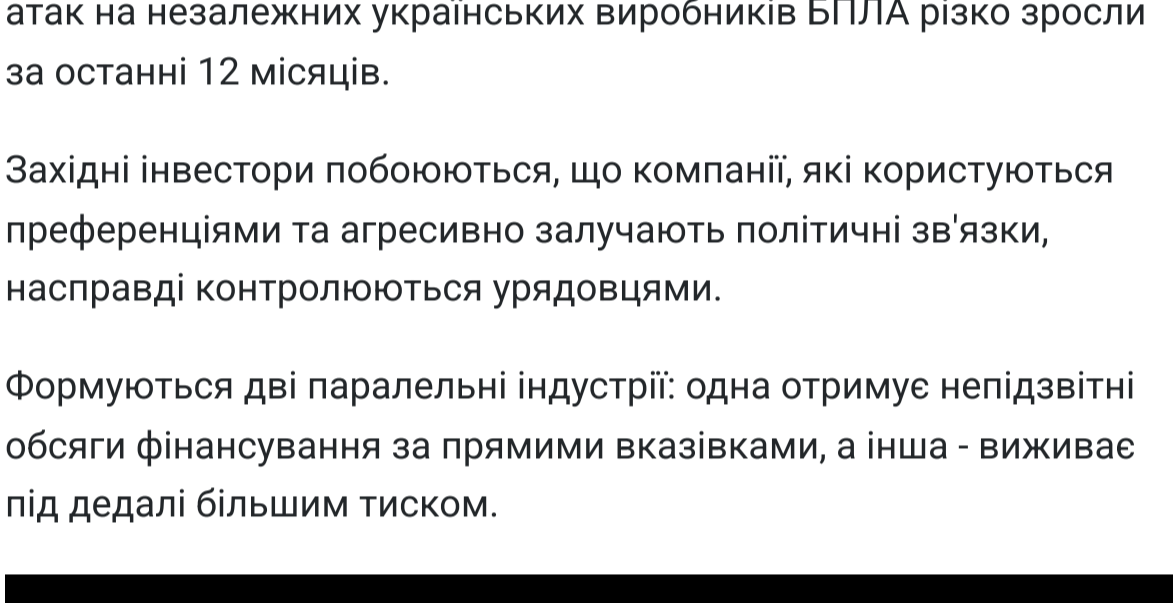 атак на незалежних українських виробників БПЛА різко зросли
за останні 12 місяців.
Західні інвестори побоюються, що компанії, які користуються
преференціями та агресивно залучають політичні зв'язки,
насправді контролюються урядовцями.
Формуються дві паралельні індустрії: одна отримує непідзвітні
обсяги фінансування за прямими вказівками, а інша - виживає
під дедалі більшим тиском.